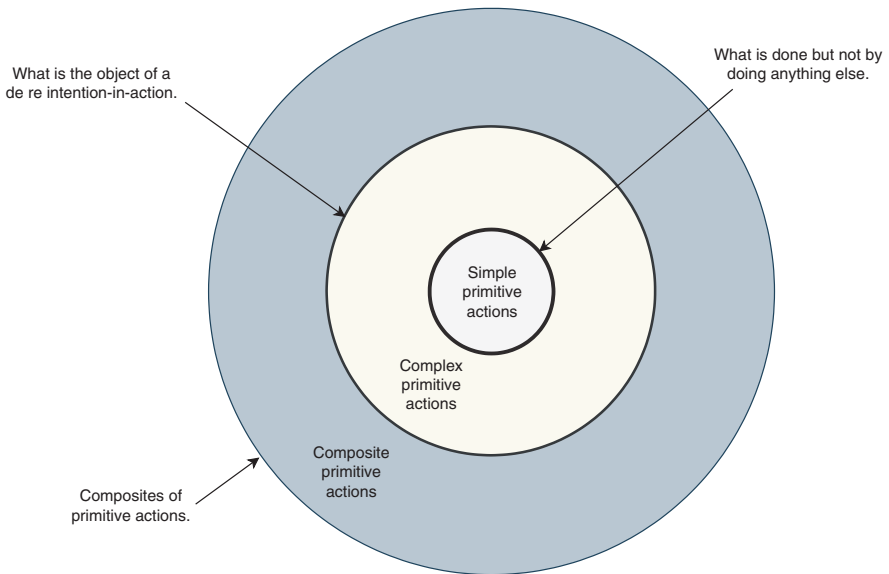 What is the object of a
de re intention-in-action.
What is done but not by
doing anything else.
Simple
primitive
actions
Complex
primitive
actions
Composite
primitive
actions
Composites of
primitive actions.